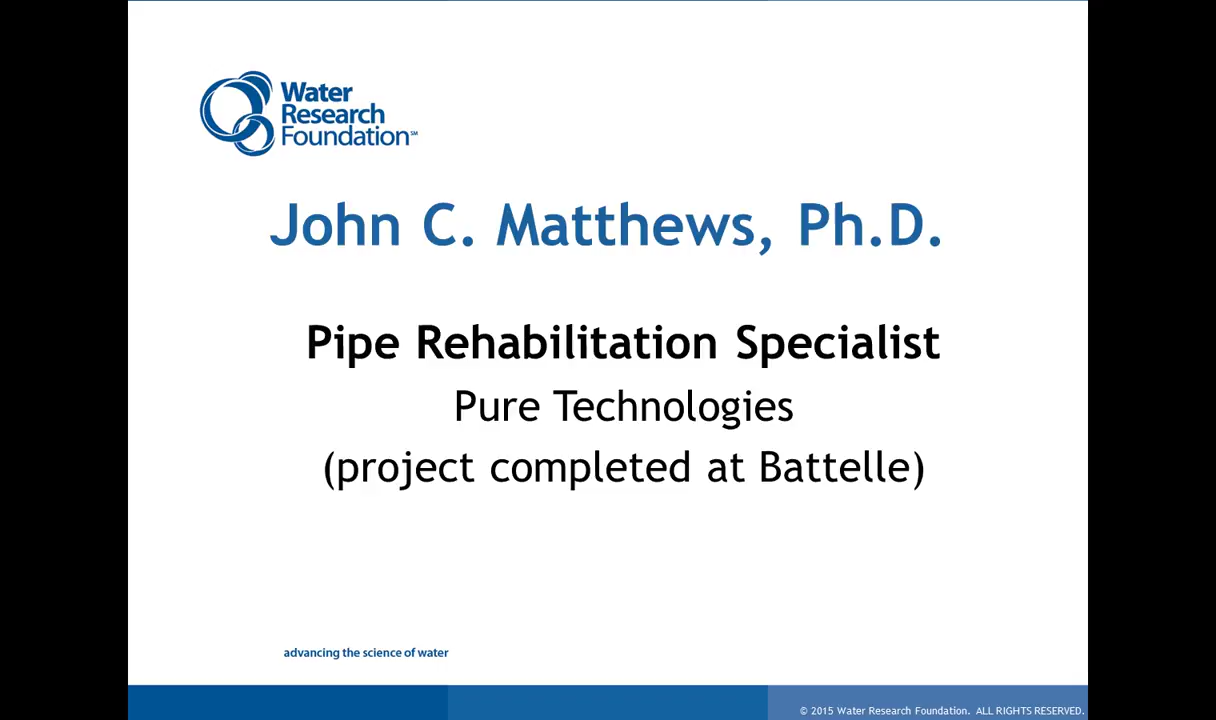 Water
Research
Foundation℠
John C. Matthews, Ph.D.
Pipe Rehabilitation Specialist
Pure Technologies
(project completed at Battelle)
advancing the science of water
© 2015 Water Research Foundation. ALL RIGHTS RESERVED.